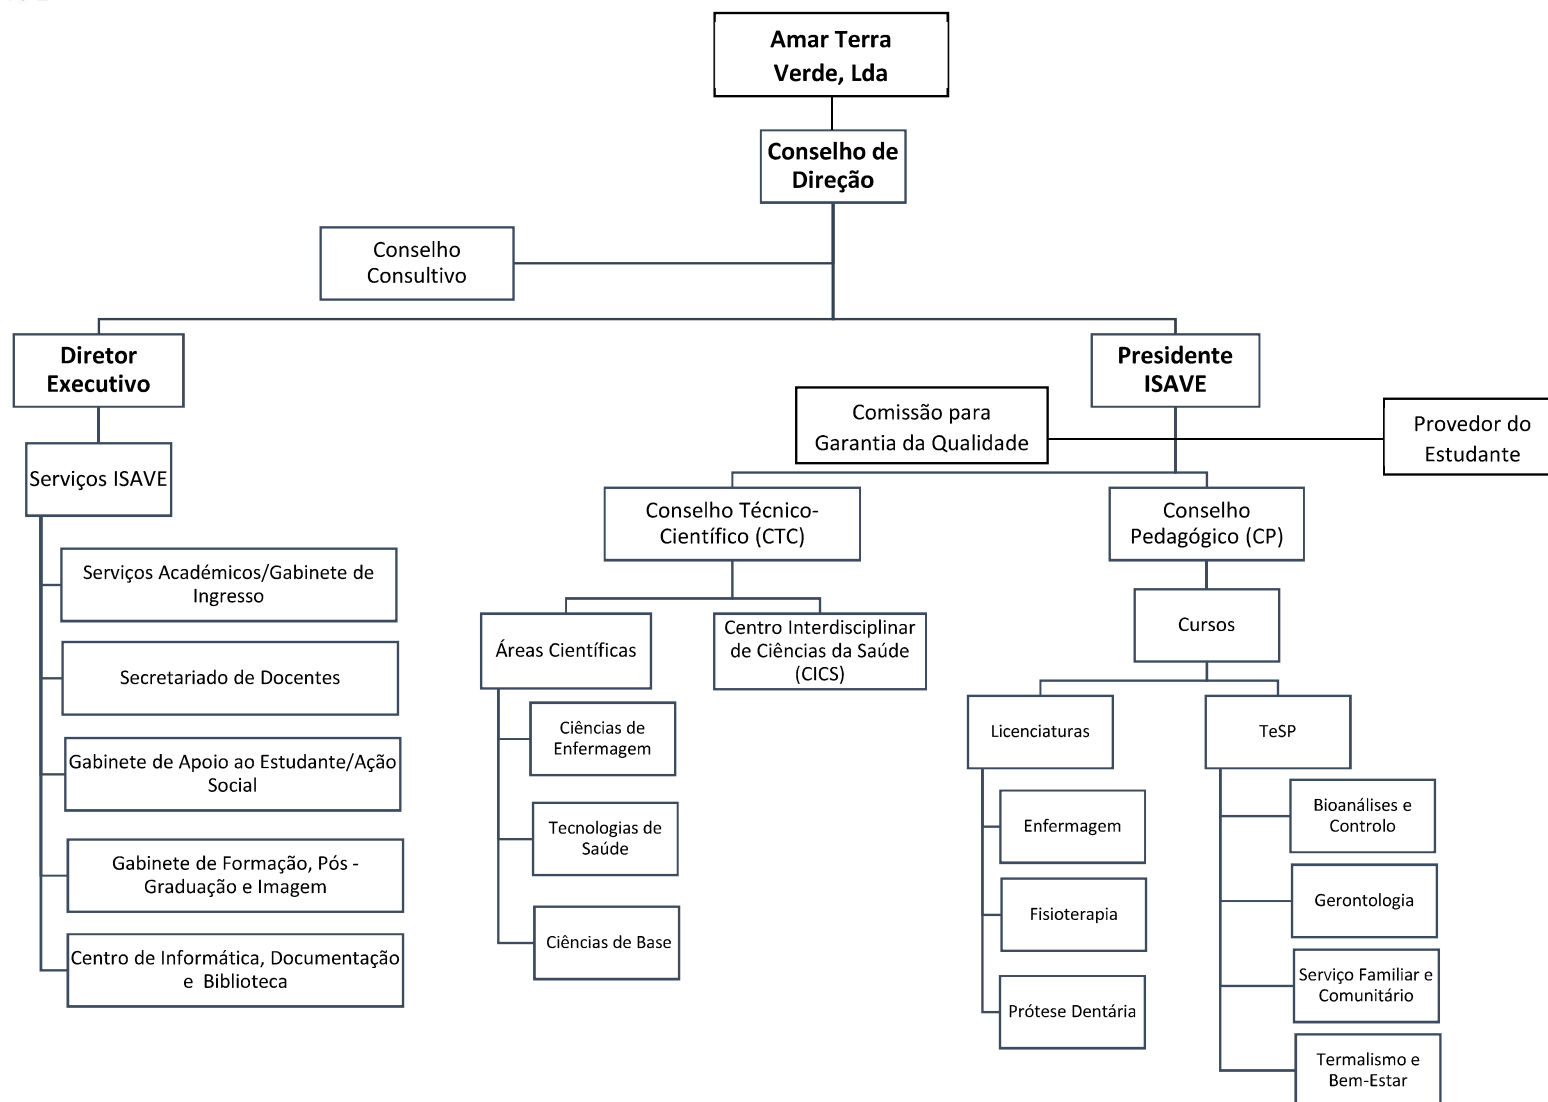 Amar Terra
Verde, Lda
Conselho de
Direção
Conselho
Consultivo
Diretor
Executivo
Presidente
ISAVE
Comissão para
Garantia da Qualidade
Provedor do
Estudante
Serviços ISAVE
Conselho Técnico-
Científico (CTC)
Conselho
Pedagógico (CP)
Serviços Académicos/Gabinete de
Ingresso
Secretariado de Docentes
Gabinete de Apoio ao Estudante/Ação
Social
Gabinete de Formação, Pós -
Graduação e Imagem
Centro de Informática, Documentação
e Biblioteca
Áreas Científicas
Centro Interdisciplinar
de Ciências da Saúde
(CICS)
Ciências de
Enfermagem
Tecnologias de
Saúde
Ciências de Base
Cursos
Licenciaturas
TeSP
Enfermagem
Fisioterapia
Prótese Dentária
Bioanálises e
Controlo
Gerontologia
Serviço Familiar e
Comunitário
Termalismo e
Bem-Estar